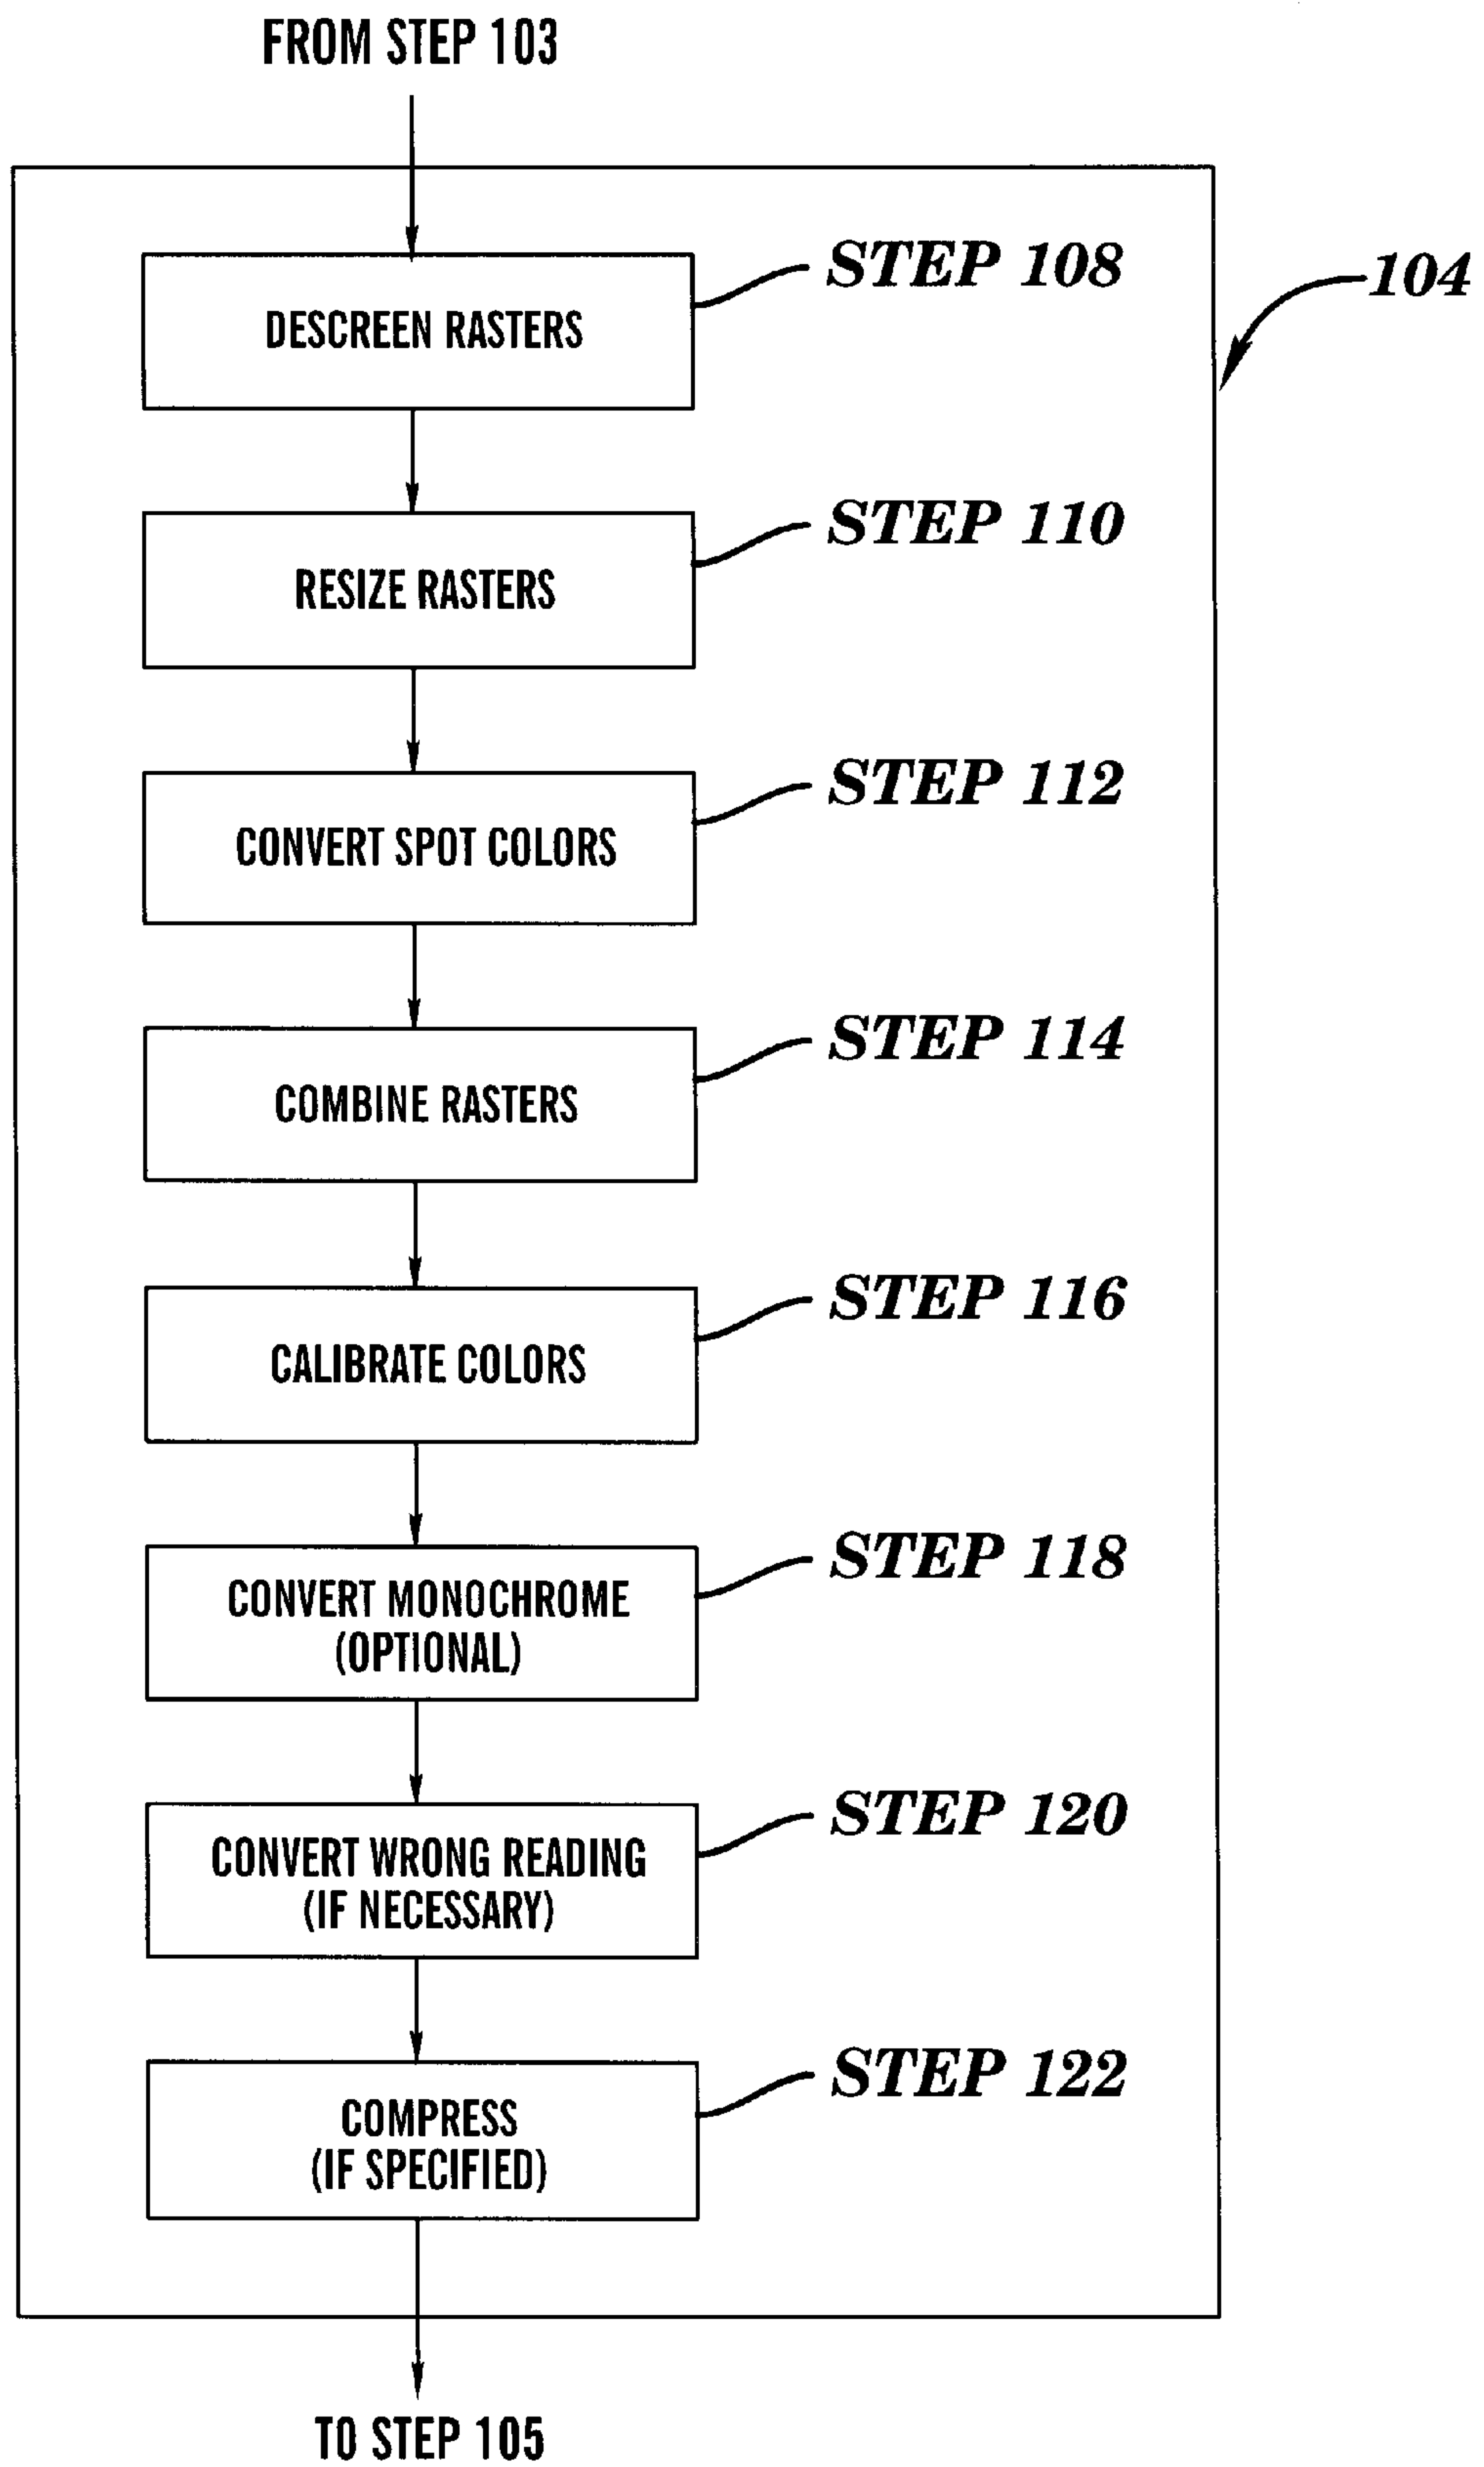 FROM STEP 103
DESCREEN RASTERS
STEP 108
104
RESIZE RASTERS
STEP 110
CONVERT SPOT COLORS
STEP 112
COMBINE RASTERS
STEP 114
CALIBRATE COLORS
STEP 116
CONVERT MONOCHROME
(OPTIONAL)
STEP 118
CONVERT WRONG READING
(IF NECESSARY)
STEP 120
COMPRESS
(IF SPECIFIED)
STEP 122
TO STEP 105